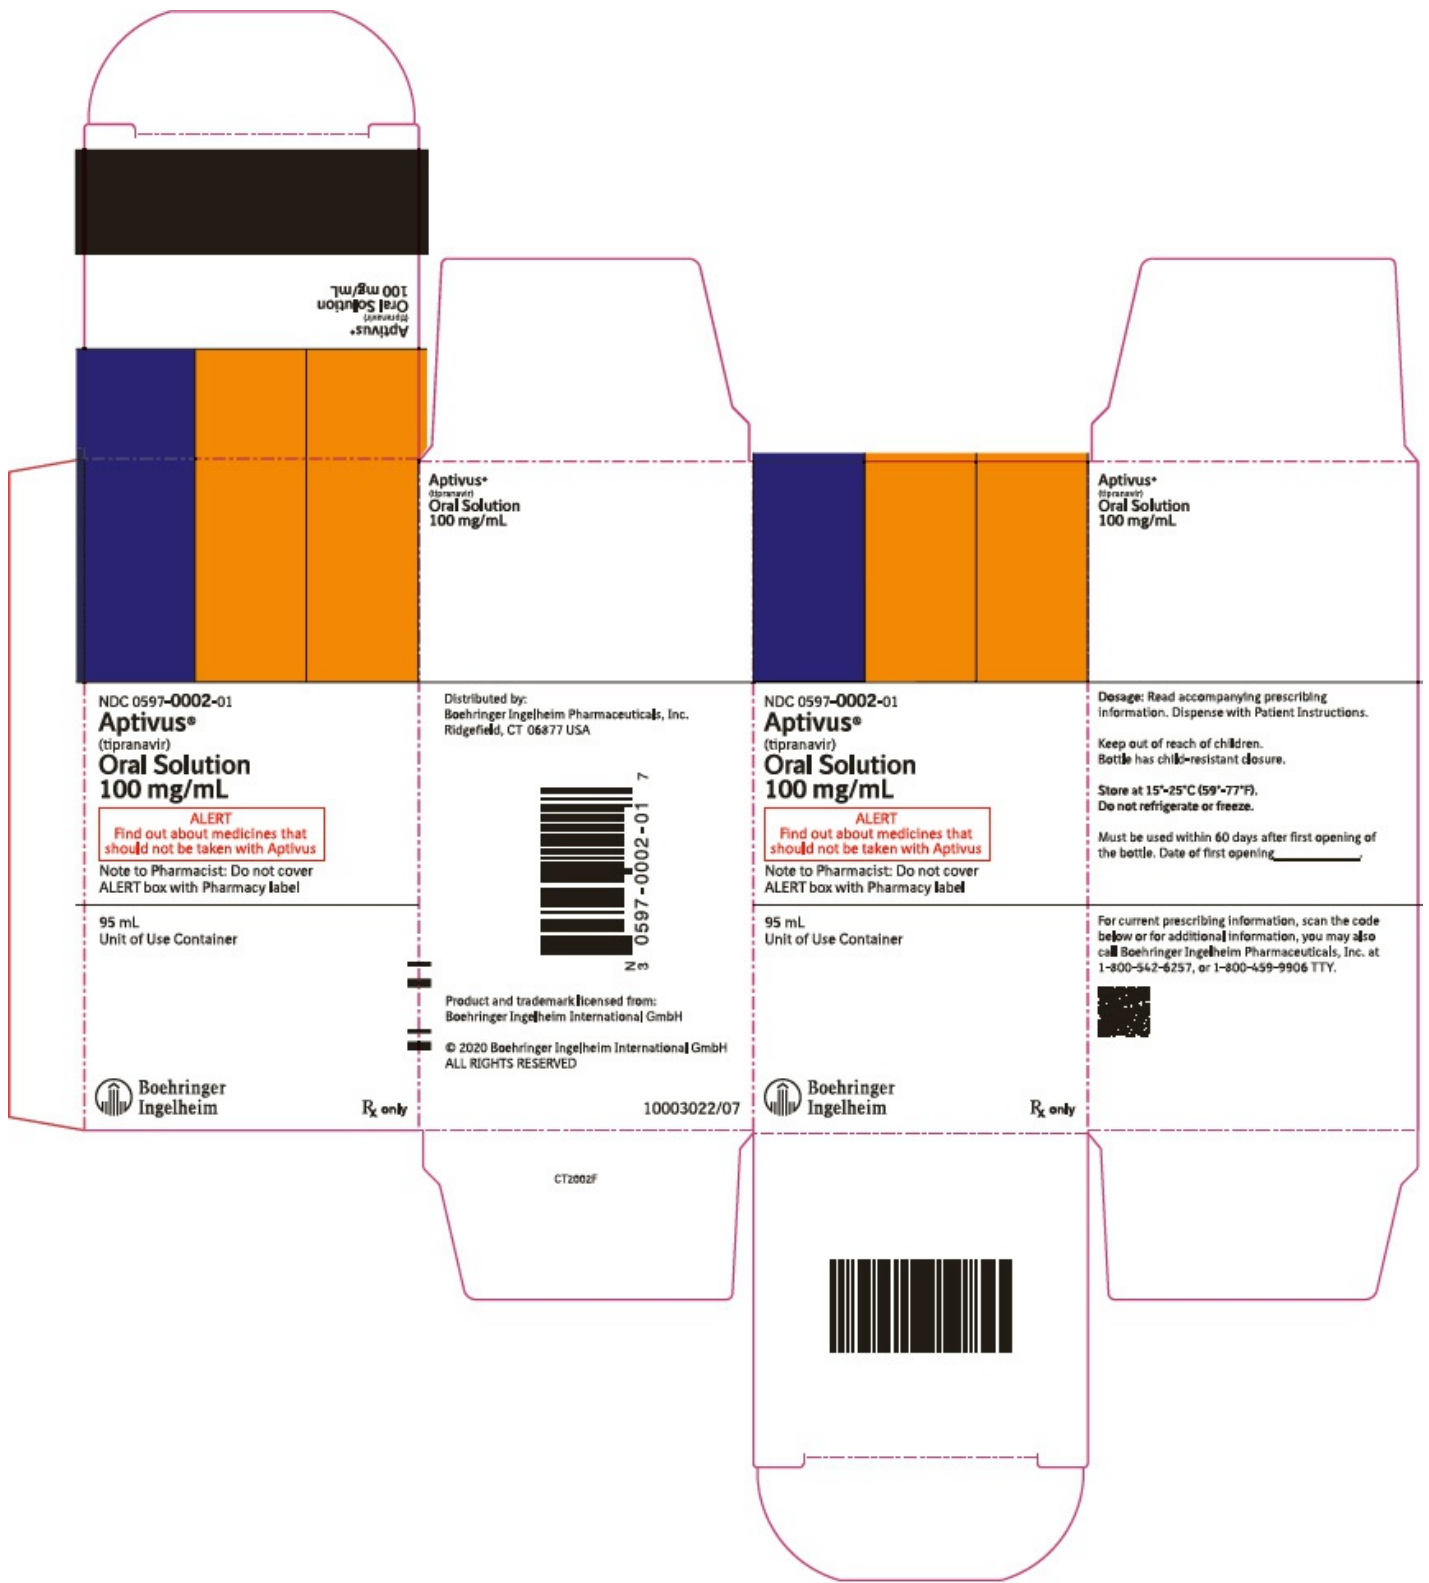 Aptivus®
(tipranavir)
Oral Solution
100 mg/mL
Aptivus®
(tipranavir)
Oral Solution
100 mg/mL
Aptivus®
(tipranavir)
Oral Solution
100 mg/mL
NDC 0597-0002-01
Aptivus®
(tipranavir)
Oral Solution
100 mg/mL
ALERT
Find out about medicines that
should not be taken with Aptivus
Note to Pharmacist: Do not cover
ALERT box with Pharmacy label
95 mL
Unit of Use Container
Boehringer
Ingelheim
Rx only
Distributed by:
Boehringer Ingelheim Pharmaceuticals, Inc.
Ridgefield, CT 06877 USA
N
3 0597-0002-01 7
Product and trademark licensed from:
Boehringer Ingelheim International GmbH
© 2020 Boehringer Ingelheim International GmbH
ALL RIGHTS RESERVED
10003022/07
CT2002F
NDC 0597-0002-01
Aptivus®
(tipranavir)
Oral Solution
100 mg/mL
ALERT
Find out about medicines that
should not be taken with Aptivus
Note to Pharmacist: Do not cover
ALERT box with Pharmacy label
95 mL
Unit of Use Container
Boehringer
Ingelheim
Rx only
Dosage: Read accompanying prescribing
information. Dispense with Patient Instructions.
Keep out of reach of children.
Bottle has child-resistant closure.
Store at 15°-25°C (59°-77°F).
Do not refrigerate or freeze.
Must be used within 60 days after first opening of
the bottle. Date of first opening____________.
For current prescribing information, scan the code
below or for additional information, you may also
call Boehringer Ingelheim Pharmaceuticals, Inc. at
1-800-542-6257, or 1-800-459-9906 TTY.